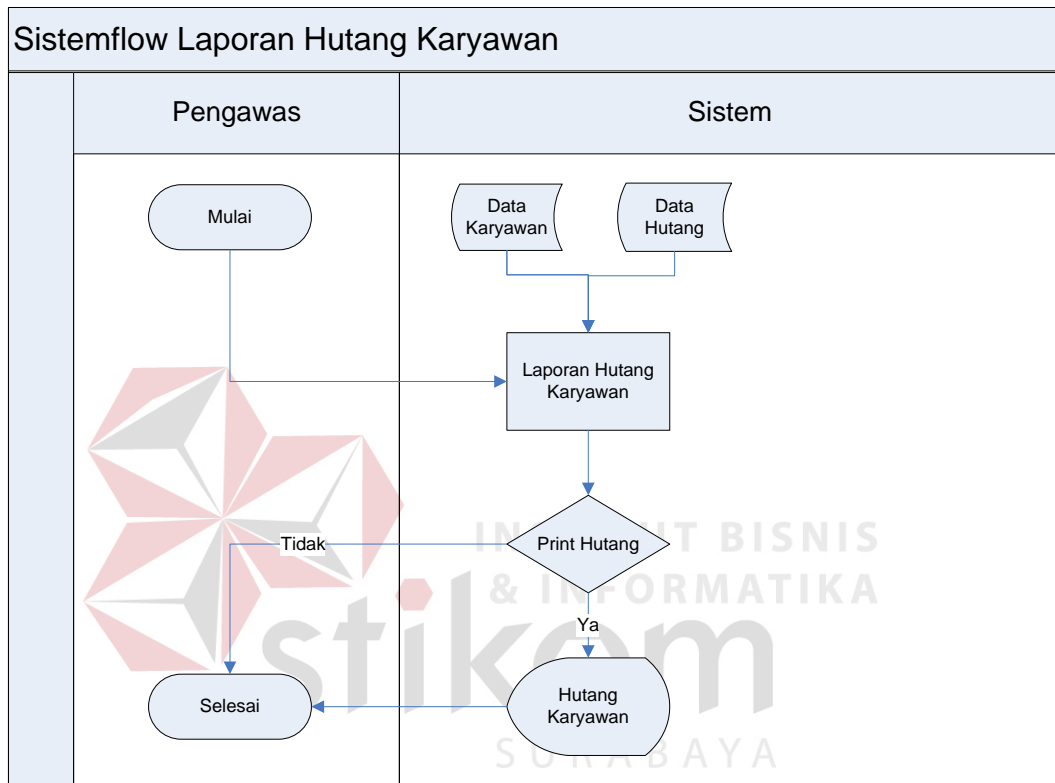 Sistemflow Laporan Hutang Karyawan
Pengawas
Sistem
Mulai
Data
Karyawan
Data
Hutang
Laporan Hutang
Karyawan
Print Hutang
Tidak
Ya
Selesai
Hutang
Karyawan
BISNIS
& INFORMATIKA
stikom
SURABAYA